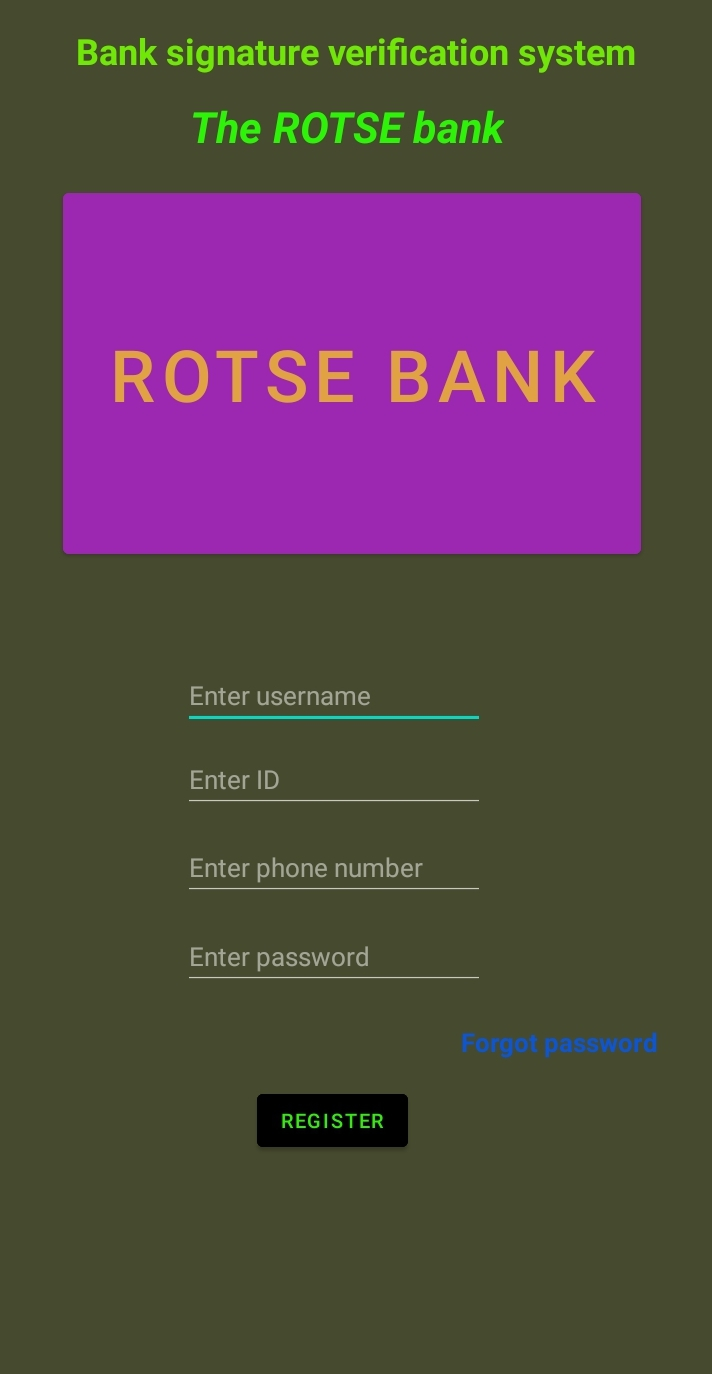 Bank signature verification system
The ROTSE bank
ROTSE BANK
Enter username
Enter ID
Enter phone number
Enter password
Forgot password
REGISTER